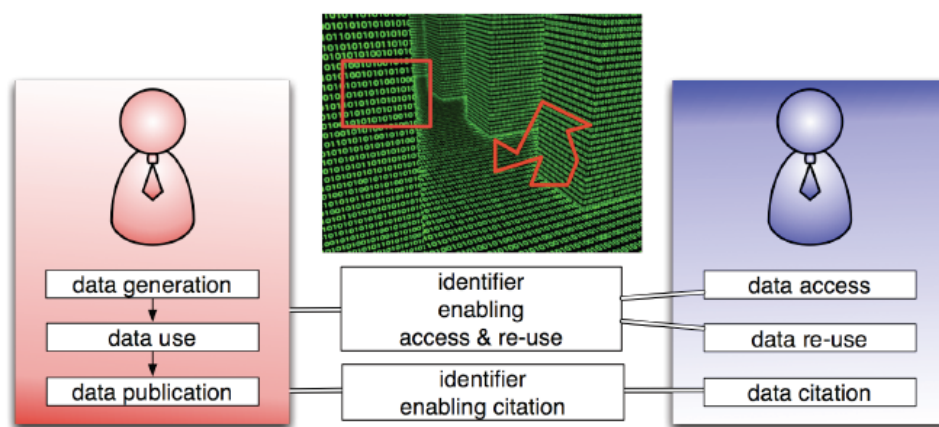 data generation
data use
data publication
identifier
enabling
access & re-use
identifier
enabling citation
data access
data re-use
data citation